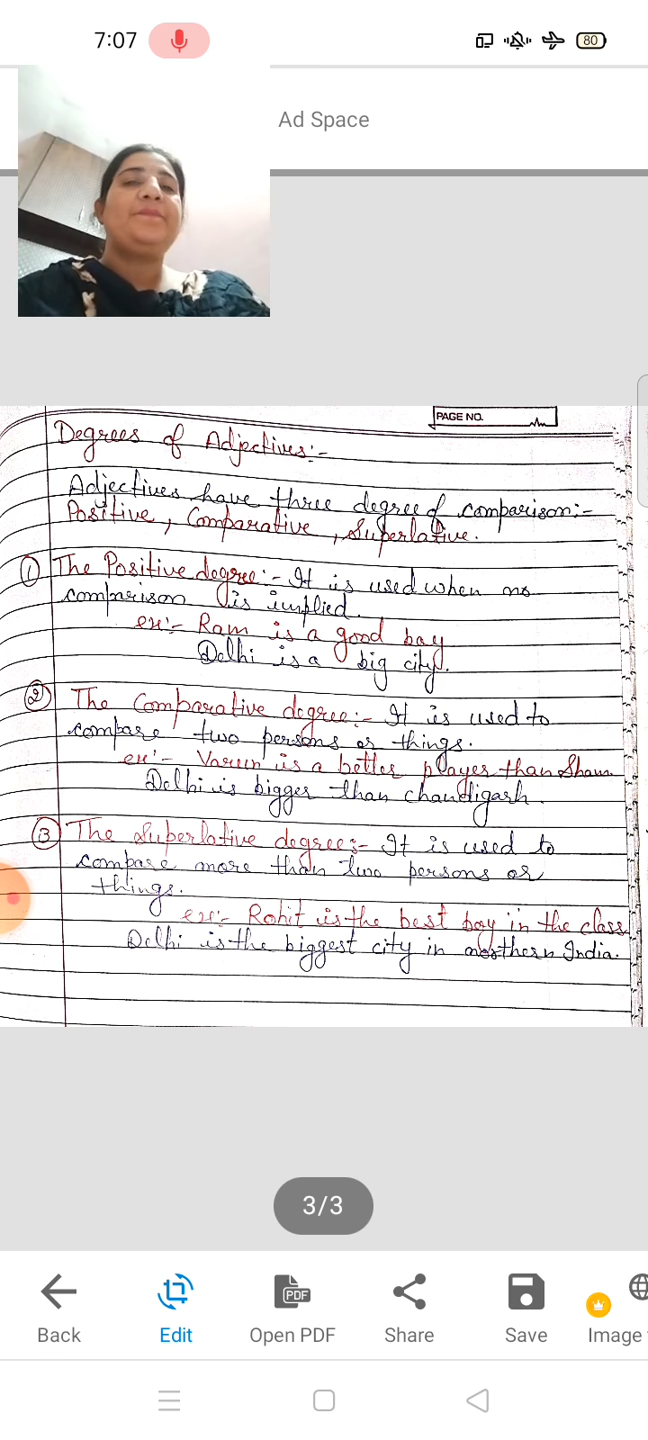 7:07
80
Ad Space
PAGE NO.
Degrees of Adjectives:-
Adjectives have three degree of comparison:-
Positive, Comparative, Superlative.
① The Positive degree:- It is used when no
comparison is implied.
ex:- Ram is a good boy
Delhi is a big city.
② The Comparative degree:- It is used to
compare two persons or things.
ex:- Varun is a better player than Sham.
Delhi is bigger than chandigarh.
③ The Superlative degree:- It is used to
compare more than two persons or
things.
ex:- Rohit is the best boy in the class.
Delhi is the biggest city in northern India.
3/3
PDF
Back Edit Open PDF Share Save Image